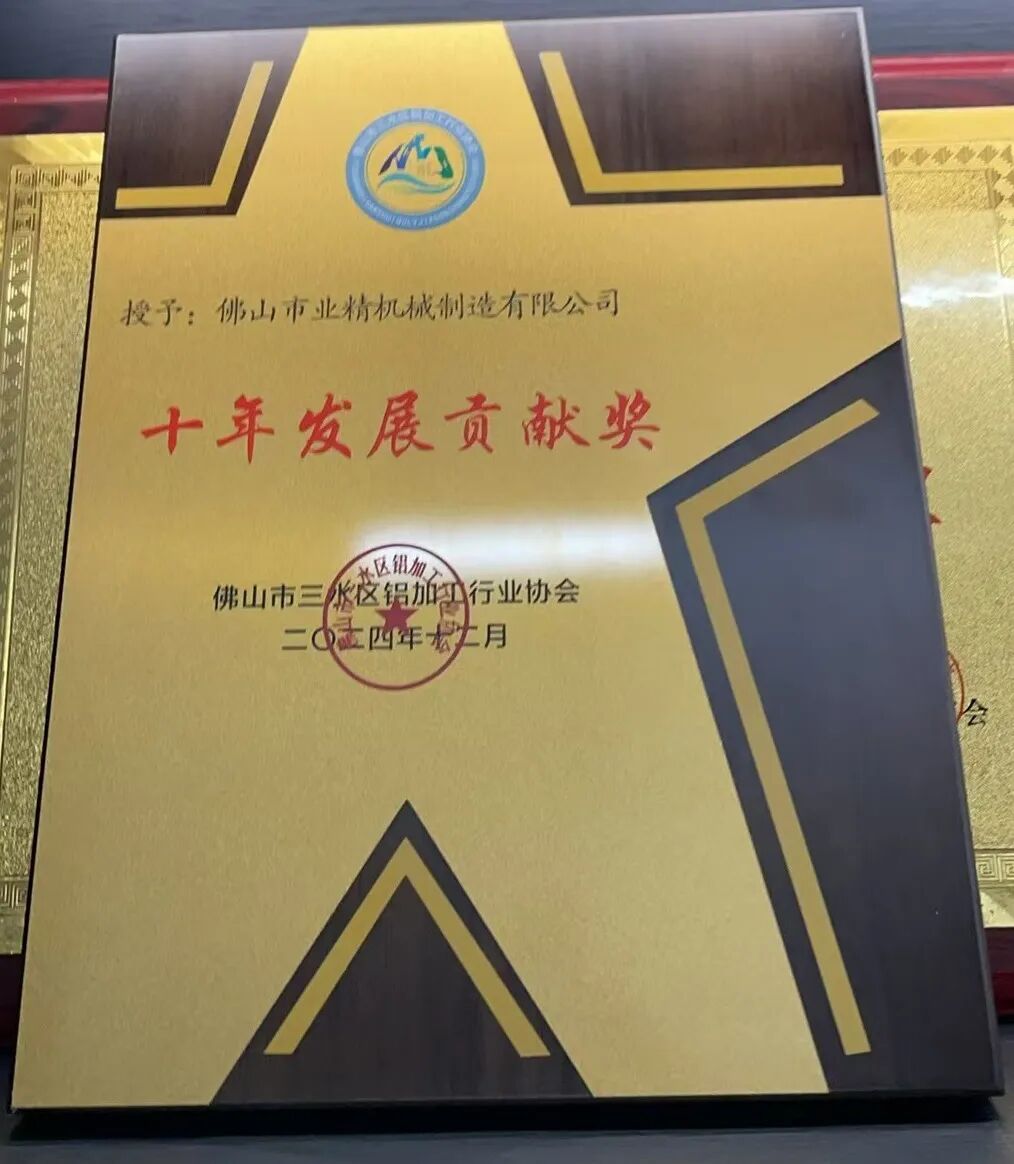 授予：佛山市业精机械制造有限公司
十年发展贡献奖
佛山市三水区铝加工行业协会
二〇二四年十二月
会